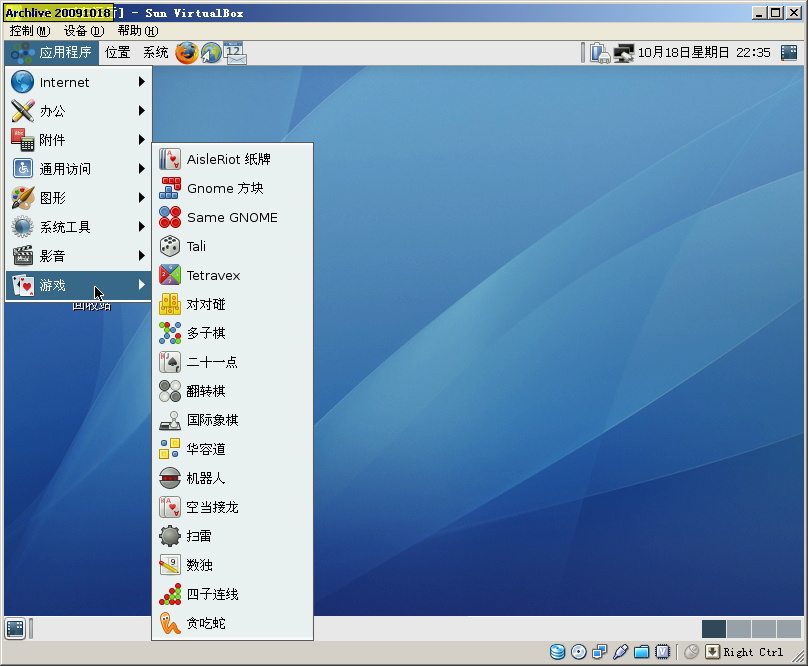 Archlive 20091018 行] - Sun VirtualBox
控制(M) 设备(D) 帮助(H)
应用程序 位置 系统 12 10月18日星期日 22:35
Internet
办公
附件
通用访问
图形
系统工具
影音
游戏
回收站
AisleRiot 纸牌
Gnome 方块
Same GNOME
Tali
Tetravex
对对碰
多子棋
二十一点
翻转棋
国际象棋
华容道
机器人
空当接龙
扫雷
数独
四子连线
贪吃蛇
Right Ctrl